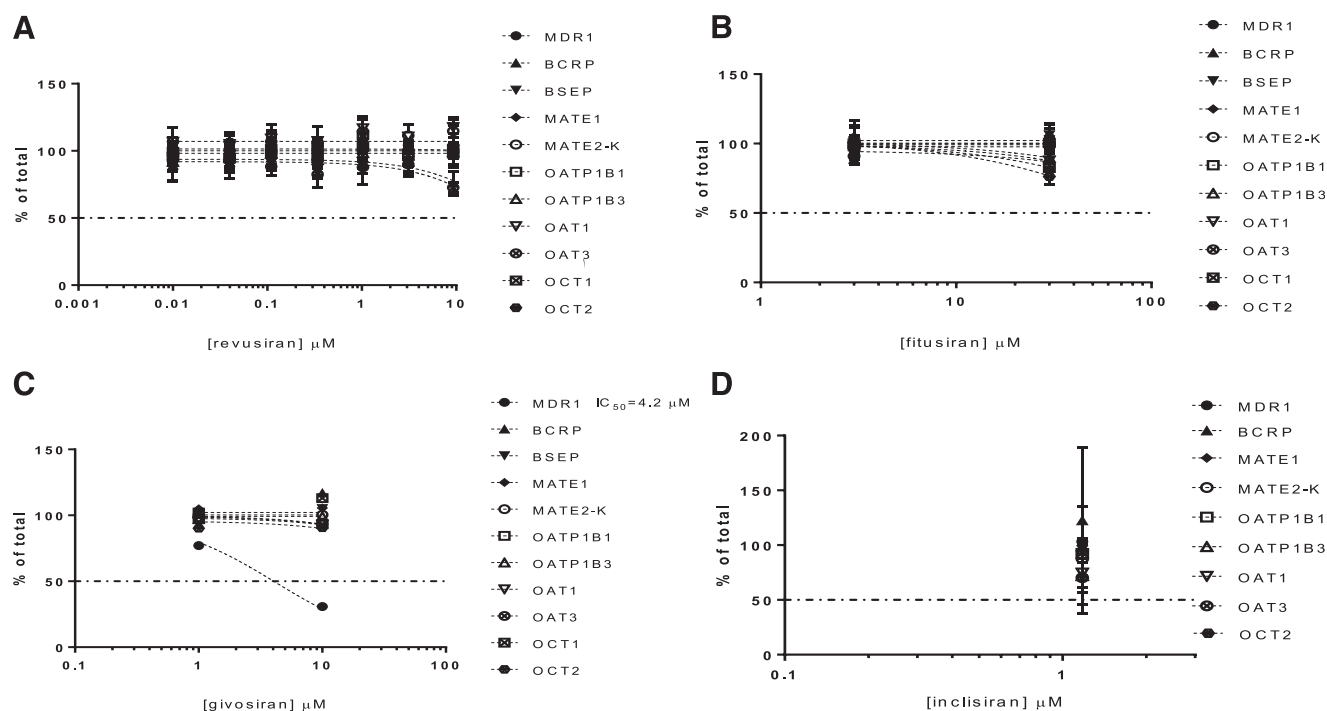 A
MDR1
BCRP
BSEP
MATE1
MATE2-K
OATP1B1
OATP1B3
OAT1
OAT3
OCT1
OCT2
150
100
50
0
% of total
0.001
0.01
0.1
1
10
[revusiran] μM
B
MDR1
BCRP
BSEP
MATE1
MATE2-K
OATP1B1
OATP1B3
OAT1
OAT3
OCT1
OCT2
150
100
50
0
% of total
1
10
100
[fitusiran] μM
C
MDR1 IC50=4.2 μM
BCRP
BSEP
MATE1
MATE2-K
OATP1B1
OATP1B3
OAT1
OAT3
OCT1
OCT2
150
100
50
0
% of total
0.1
1
10
100
[givosiran] μM
D
MDR1
BCRP
MATE1
MATE2-K
OATP1B1
OATP1B3
OAT1
OAT3
OCT2
200
150
100
50
0
% of total
0.1
1
[inclisiran] μM